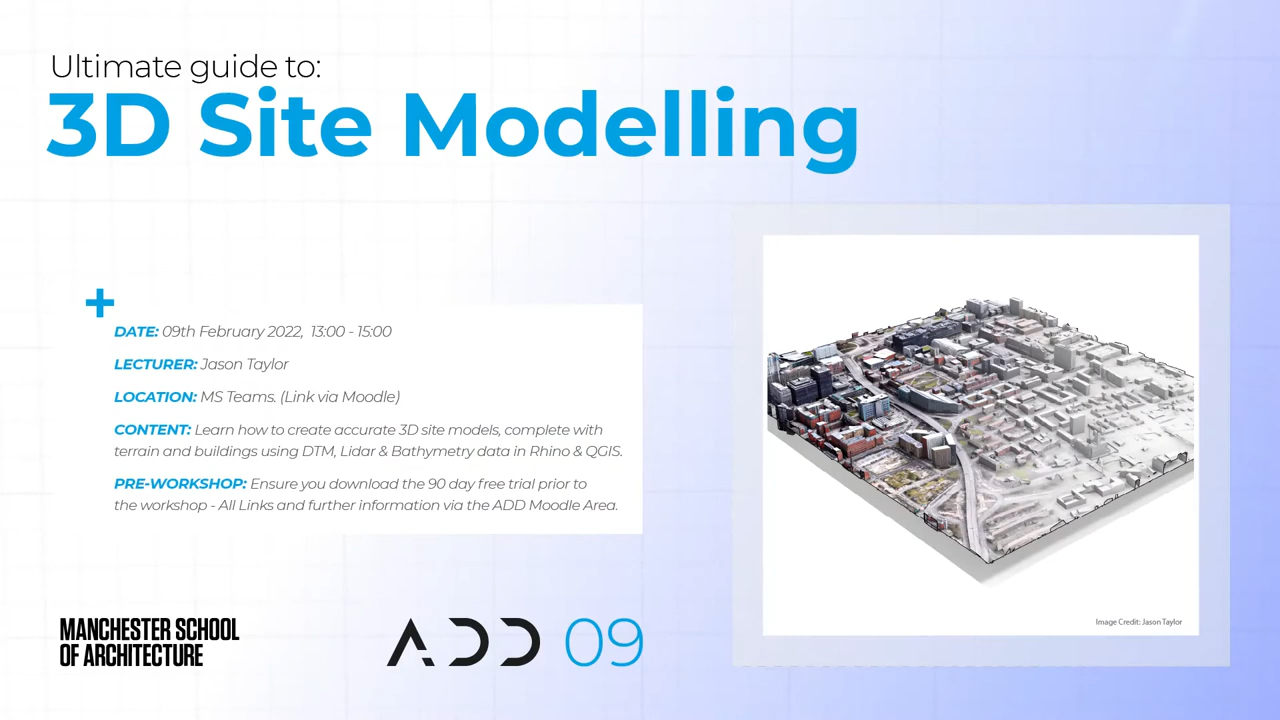 Ultimate guide to:
3D Site Modelling
+
DATE: 09th February 2022, 13:00 - 15:00
LECTURER: Jason Taylor
LOCATION: MS Teams. (Link via Moodle)
CONTENT: Learn how to create accurate 3D site models, complete with
terrain and buildings using DTM, Lidar & Bathymetry data in Rhino & QGIS.
PRE-WORKSHOP: Ensure you download the 90 day free trial prior to
the workshop - All Links and further information via the ADD Moodle Area.
Image Credit: Jason Taylor
MANCHESTER SCHOOL
OF ARCHITECTURE
ADD 09